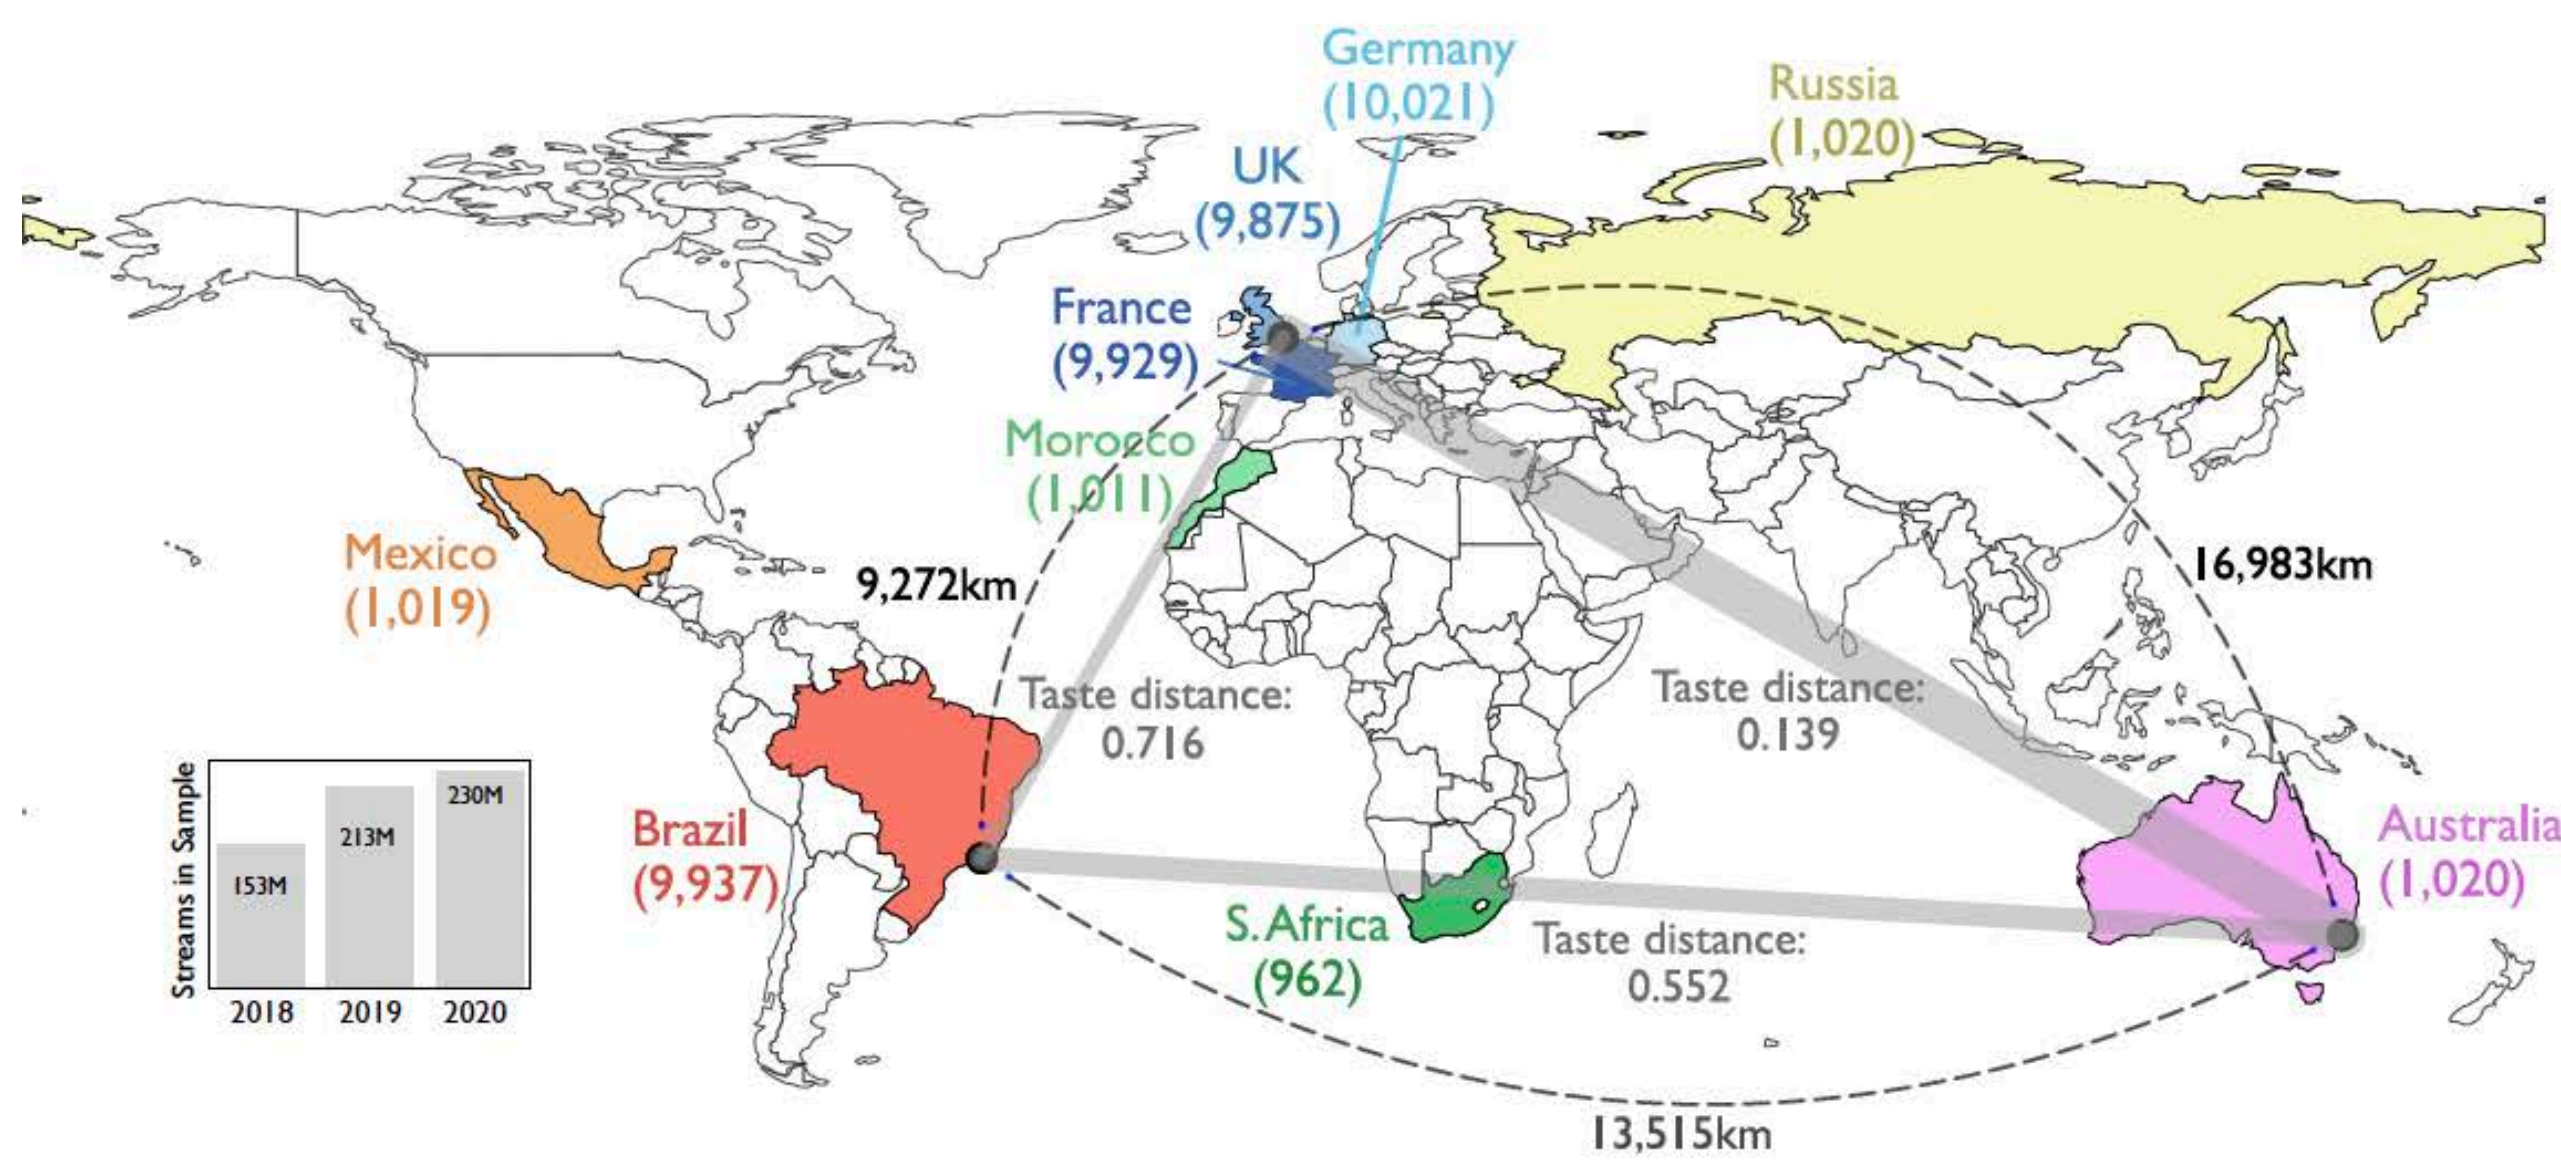 Germany
(10,021)
Russia
(1,020)
UK
(9,875)
France
(9,929)
Morocco
(1,011)
Mexico
(1,019)
9,272km
16,983km
Taste distance:
0.716
Taste distance:
0.139
Brazil
(9,937)
Australia
(1,020)
S. Africa
(962)
Taste distance:
0.552
13,515km
Streams in Sample
153M
213M
230M
2018
2019
2020